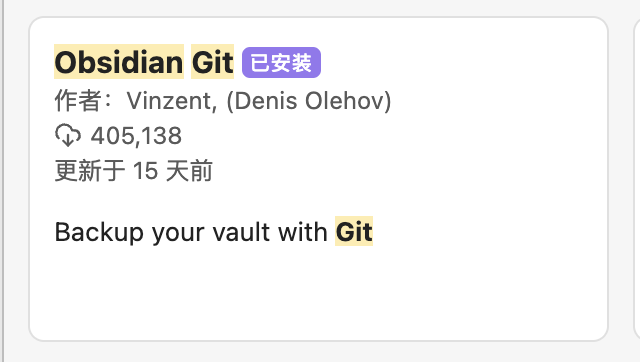 Obsidian Git 已安装
作者：Vinzent, (Denis Olehov)
405,138
更新于 15 天前
Backup your vault with Git